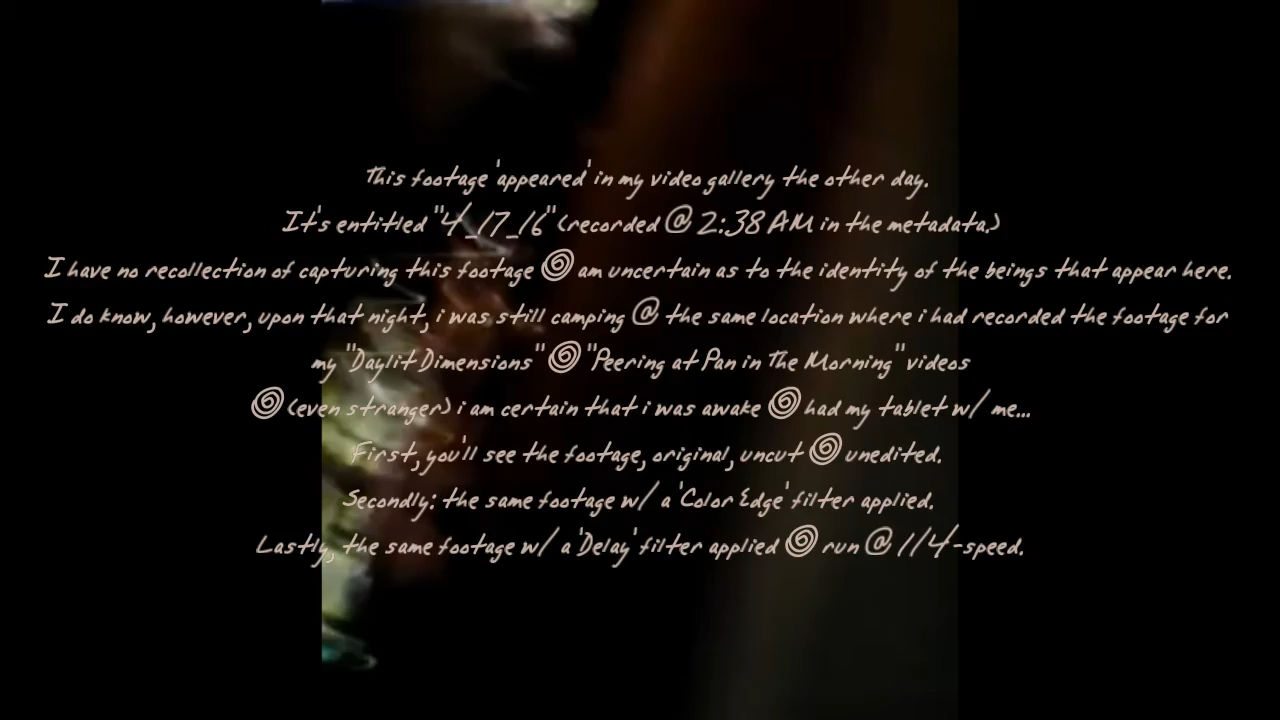 This footage 'appeared' in my video gallery the other day.
It's entitled "4_17_16" (recorded @ 2:38 AM in the metadata.)
I have no recollection of capturing this footage 🌀 am uncertain as to the identity of the beings that appear here.
I do know, however, upon that night, i was still camping @ the same location where i had recorded the footage for
my "Daylit Dimensions" 🌀 "Peering at Pan in The Morning" videos
🌀 (even stranger) i am certain that i was awake 🌀 had my tablet w/ me...
First, you'll see the footage, original, uncut 🌀 unedited.
Secondly: the same footage w/ a 'Color Edge' filter applied.
Lastly, the same footage w/ a 'Delay' filter applied 🌀 run @ 1/4-speed.